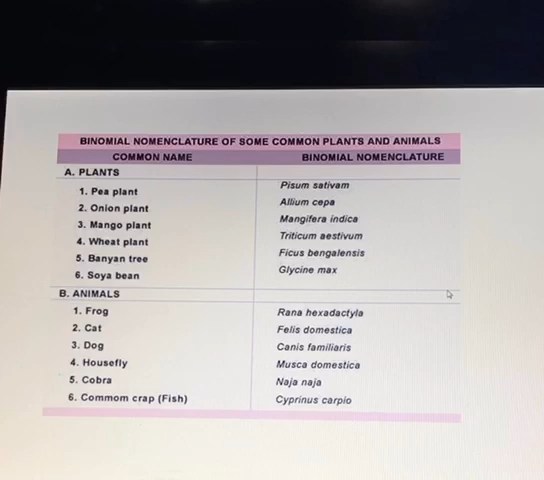 BINOMIAL NOMENCLATURE OF SOME COMMON PLANTS AND ANIMALS
COMMON NAME BINOMIAL NOMENCLATURE
A. PLANTS
1. Pea plant Pisum sativam
2. Onion plant Allium cepa
3. Mango plant Mangifera indica
4. Wheat plant Triticum aestivum
5. Banyan tree Ficus bengalensis
6. Soya bean Glycine max
B. ANIMALS
1. Frog Rana hexadactyla
2. Cat Felis domestica
3. Dog Canis familiaris
4. Housefly Musca domestica
5. Cobra Naja naja
6. Commom crap (Fish) Cyprinus carpio